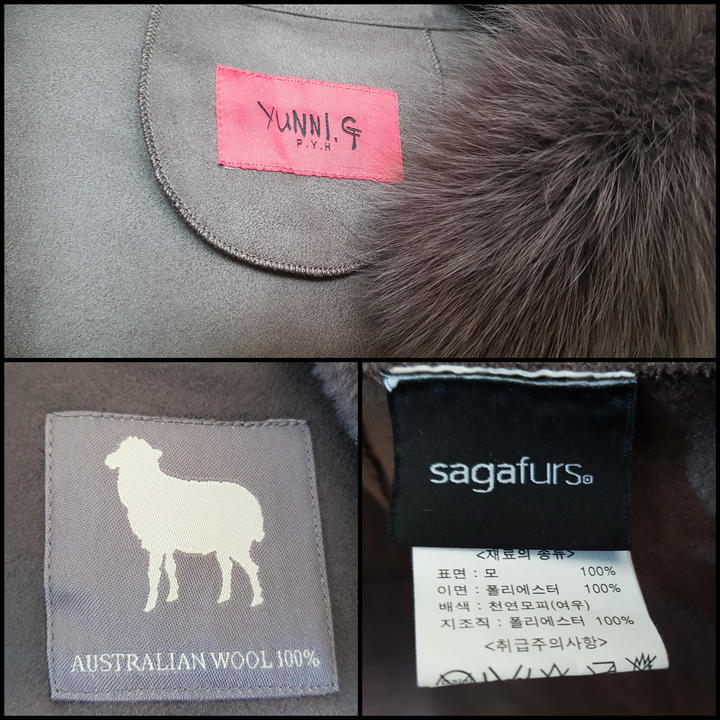 YUNNI.G
P.Y.H
AUSTRALIAN WOOL 100%
sagafurs
<재료의 종류>
표면 : 모 100%
이면 : 폴리에스터 100%
배색 : 천연모피(여우)
지조직 : 폴리에스터 100%
<취급주의사항>